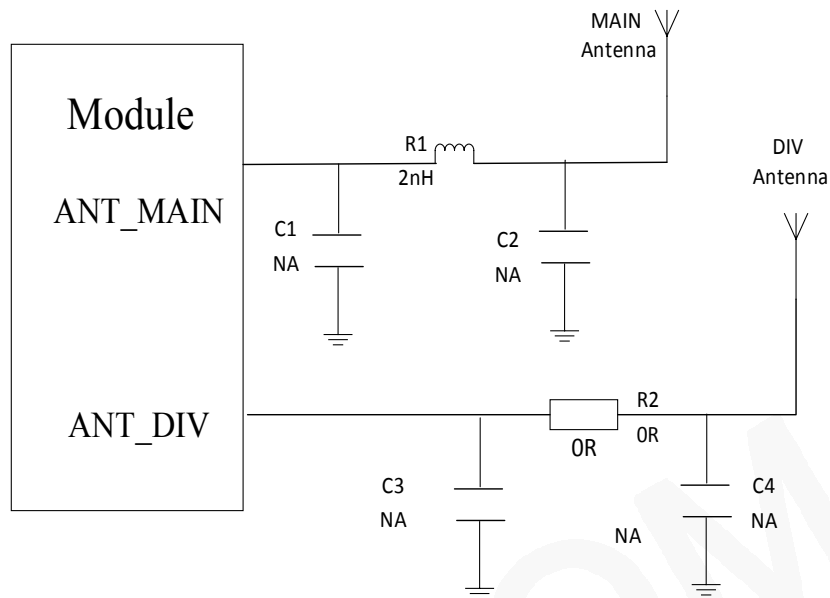 MAIN
Antenna
Module
R1
2nH
DIV
Antenna
ANT_MAIN
C1
NA
C2
NA
ANT_DIV
R2
0R
0R
C3
NA
C4
NA
NA